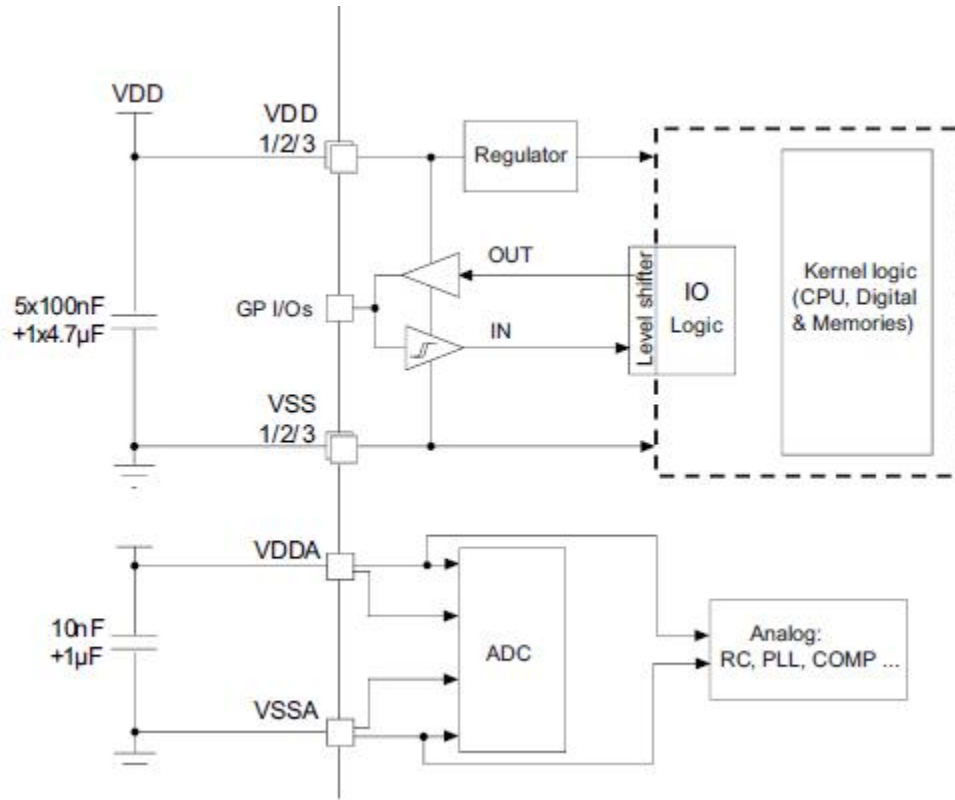 VDD
VDD
1/2/3
Regulator
OUT
Level shifter
IO
Logic
Kernel logic
(CPU, Digital
& Memories)
5x100nF
+1x4.7µF
GP I/Os
IN
VSS
1/2/3
VDDA
10nF
+1µF
ADC
Analog:
RC, PLL, COMP ...
VSSA